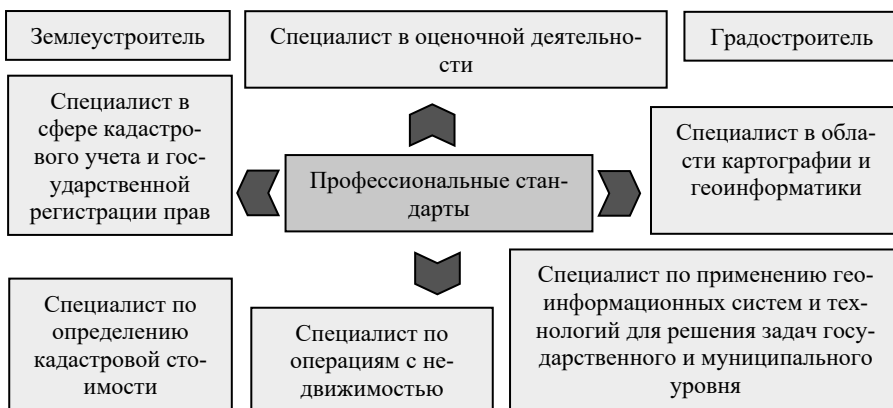 Землеустроитель
Специалист в оценочной деятельно-
сти
Градостроитель
Специалист в
сфере кадастро-
вого учета и гос-
ударственной
регистрации прав
Профессиональные стан-
дарты
Специалист в обла-
сти картографии и
геоинформатики
Специалист по
определению
кадастровой сто-
имости
Специалист по
операциям с не-
движимостью
Специалист по применению гео-
информационных систем и тех-
нологий для решения задач госу-
дарственного и муниципального
уровня